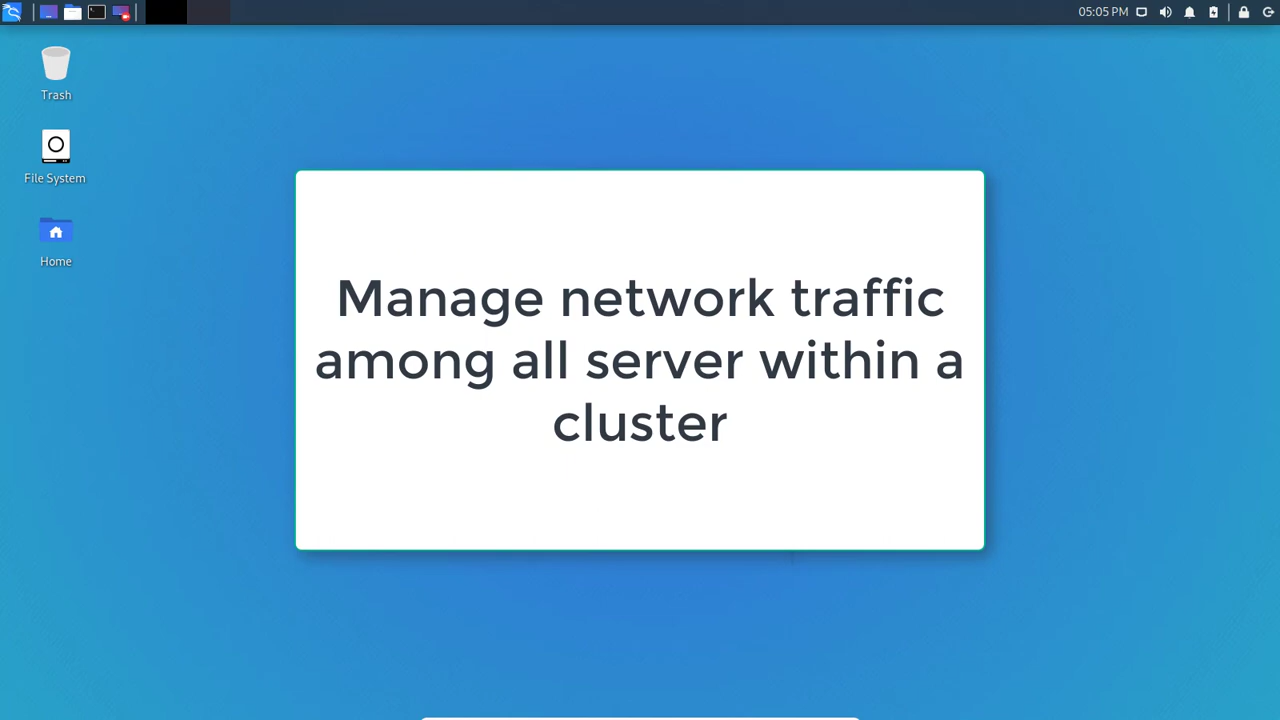 05:05 PM
Trash
File System
Home
Manage network traffic
among all server within a
cluster